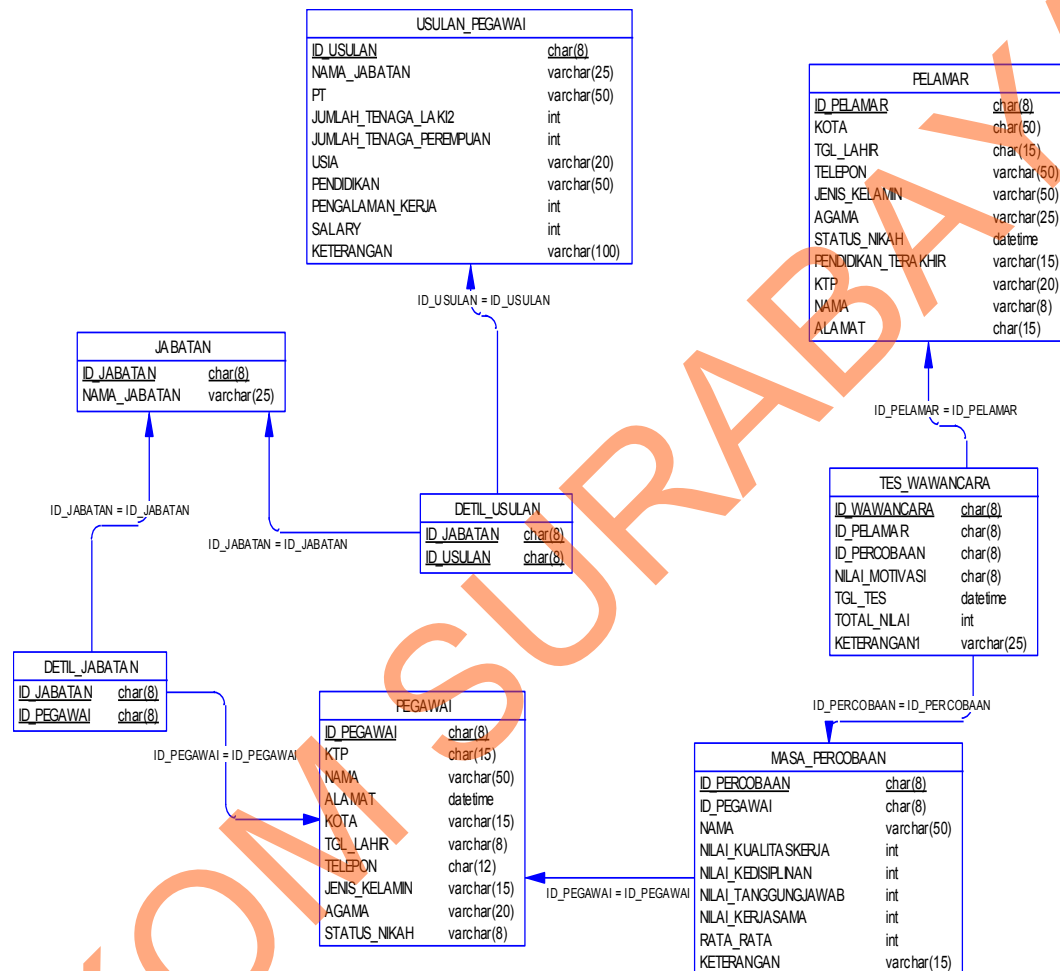 USULAN_PEGAWAI
ID_USULAN char(8)
NAMA_JABATAN varchar(25)
PT varchar(50)
JUMLAH_TENAGA_LAKI2 int
JUMLAH_TENAGA_PEREMPUAN int
USIA varchar(20)
PENDIDIKAN varchar(50)
PENGALAMAN_KERJA int
SALARY int
KETERANGAN varchar(100)
PELAMAR
ID_PELAMAR char(8)
KOTA char(50)
TGL_LAHIR char(15)
TELEPON varchar(50)
JENIS_KELAMIN varchar(50)
AGAMA varchar(25)
STATUS_NIKAH datetime
PENDIDIKAN_TERAKHIR varchar(15)
KTP varchar(20)
NAMA varchar(8)
ALAMAT char(15)
ID_USULAN = ID_USULAN
JABATAN
ID_JABATAN char(8)
NAMA_JABATAN varchar(25)
ID_PELAMAR = ID_PELAMAR
ID_JABATAN = ID_JABATAN
ID_JABATAN = ID_JABATAN
DETIL_USULAN
ID_JABATAN char(8)
ID_USULAN char(8)
TES_WAWANCARA
ID_WAWANCARA char(8)
ID_PELAMAR char(8)
ID_PERCOBAAN char(8)
NILAI_MOTIVASI char(8)
TGL_TES datetime
TOTAL_NILAI int
KETERANGAN1 varchar(25)
DETIL_JABATAN
ID_JABATAN char(8)
ID_PEGAWAI char(8)
ID_PEGAWAI = ID_PEGAWAI
PEGAWAI
ID_PEGAWAI char(8)
KTP char(15)
NAMA varchar(50)
ALAMAT datetime
KOTA varchar(15)
TGL_LAHIR varchar(8)
TELEPON char(12)
JENIS_KELAMIN varchar(15)
AGAMA varchar(20)
STATUS_NIKAH varchar(8)
ID_PERCOBAAN = ID_PERCOBAAN
ID_PEGAWAI = ID_PEGAWAI
MASA_PERCOBAAN
ID_PERCOBAAN char(8)
ID_PEGAWAI char(8)
NAMA varchar(50)
NILAI_KUALITASKERJA int
NILAI_KEDISIPLINAN int
NILAI_TANGGUNGJAWAB int
NILAI_KERJASAMA int
RATA_RATA int
KETERANGAN varchar(15)
OM SURABAYA